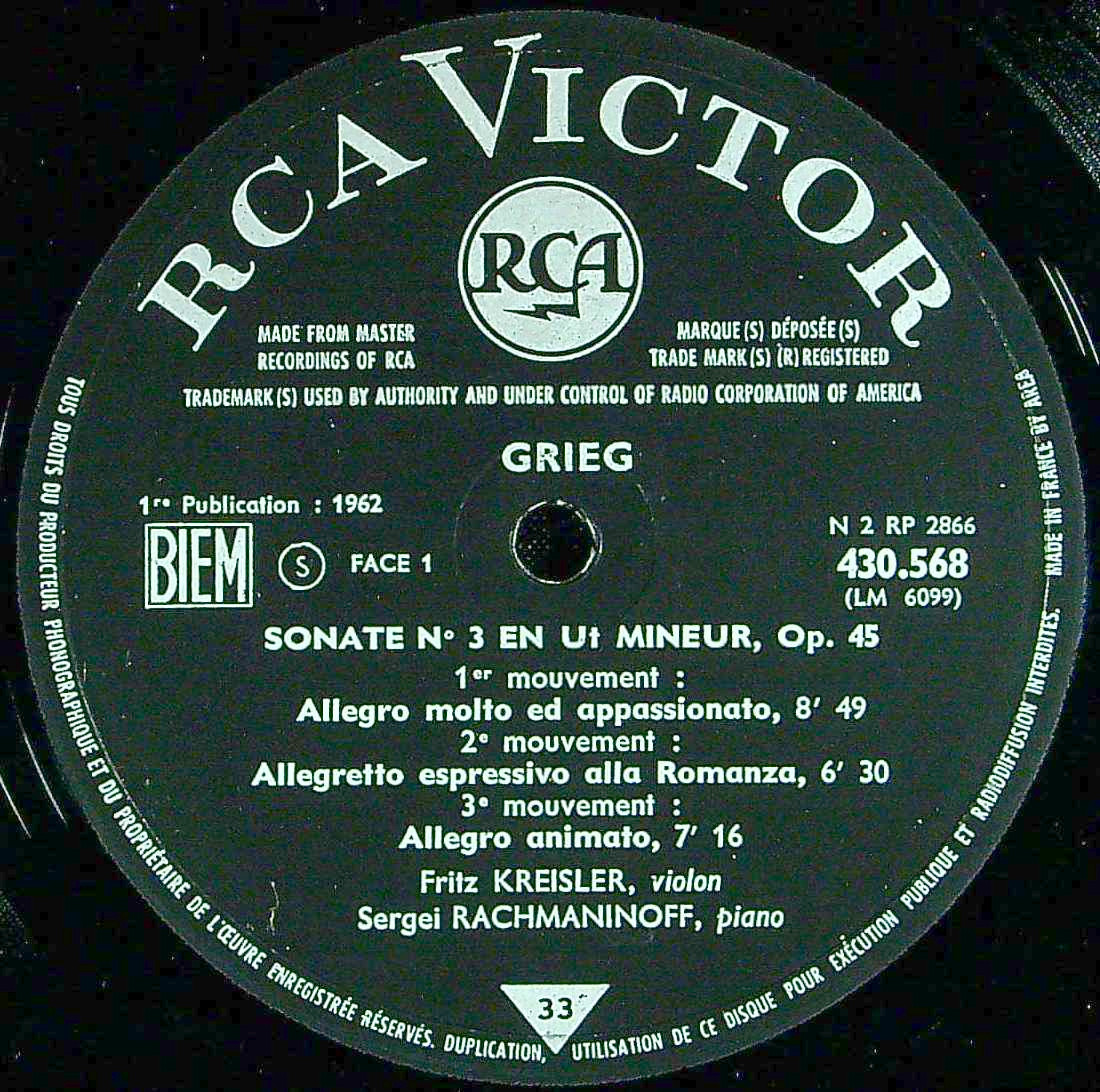 RCA VICTOR
RCA
MADE FROM MASTER
RECORDINGS OF RCA
MARQUE(S) DÉPOSÉE(S)
TRADE MARK(S) (R) REGISTERED
TRADEMARK(S) USED BY AUTHORITY AND UNDER CONTROL OF RADIO CORPORATION OF AMERICA
GRIEG
1re Publication : 1962
BIEM
S
FACE 1
N 2 RP 2866
430.568
(LM 6099)
SONATE No 3 EN Ut MINEUR, Op. 45
1er mouvement :
Allegro molto ed appassionato, 8' 49
2e mouvement :
Allegretto espressivo alla Romanza, 6' 30
3e mouvement :
Allegro animato, 7' 16
Fritz KREISLER, violon
Sergei RACHMANINOFF, piano
33
TOUS DROITS DU PRODUCTEUR PHONOGRAPHIQUE ET DU PROPRIÉTAIRE DE L'ŒUVRE ENREGISTRÉE RÉSERVÉS. DUPLICATION, UTILISATION DE CE DISQUE POUR EXÉCUTION PUBLIQUE ET RADIODIFFUSION INTERDITES. MADE IN FRANCE BY AREB